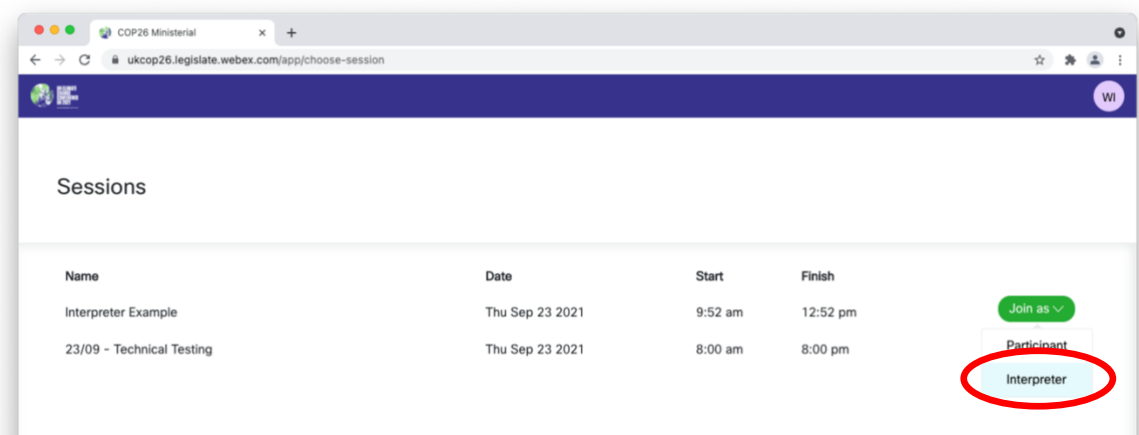 COP26 Ministerial
ukcop26.legislate.webex.com/app/choose-session
WI
Sessions
Name Date Start Finish
Interpreter Example Thu Sep 23 2021 9:52 am 12:52 pm Join as
23/09 - Technical Testing Thu Sep 23 2021 8:00 am 8:00 pm Participant
Interpreter